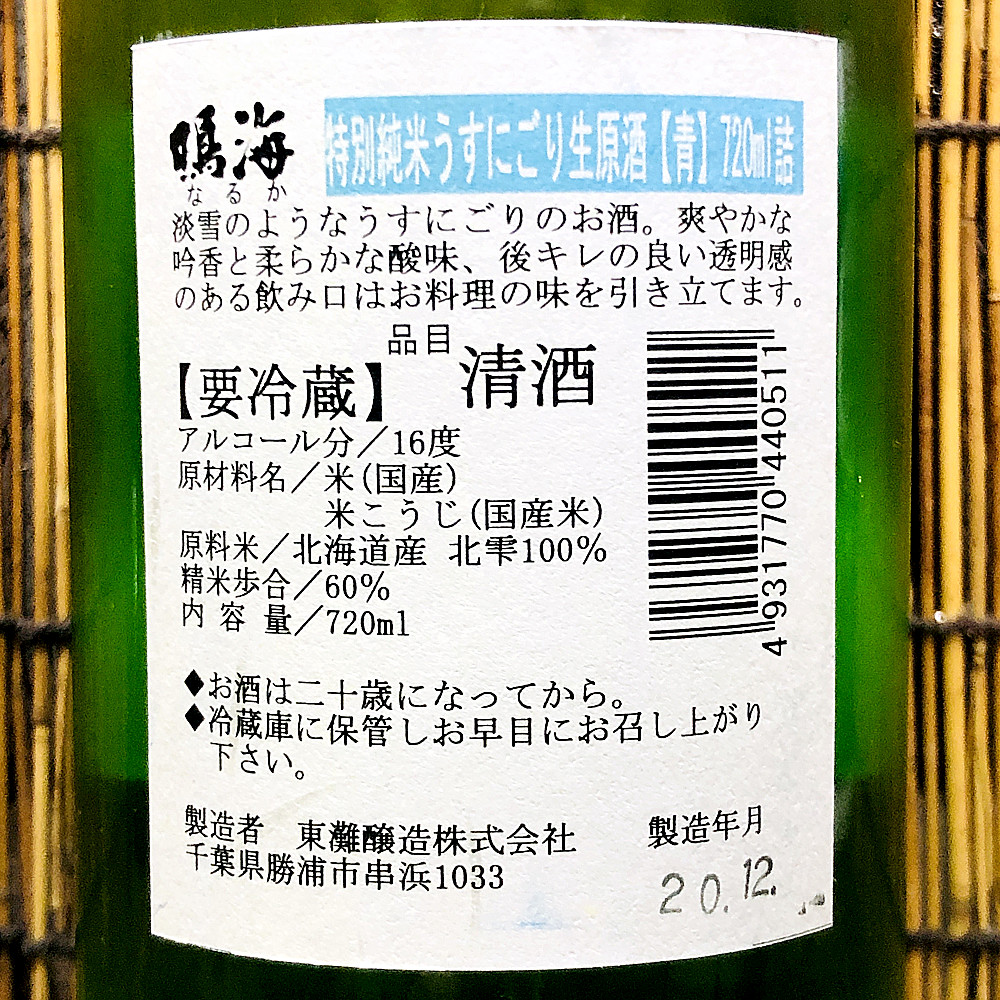 鳴海
なるか
特別純米うすにごり生原酒【青】720ml詰
淡雪のようなうすにごりのお酒。爽やかな
吟香と柔らかな酸味、後キレの良い透明感
のある飲み口はお料理の味を引き立てます。
品目 清酒
【要冷蔵】
アルコール分／16度
原材料名／米(国産)
米こうじ(国産米)
原料米／北海道産 北雫100%
精米歩合／60%
内容量／720ml
4931770440511
◆お酒は二十歳になってから。
◆冷蔵庫に保管しお早目にお召し上がり
下さい。
製造者 東灘醸造株式会社
千葉県勝浦市串浜1033
製造年月
20.12.